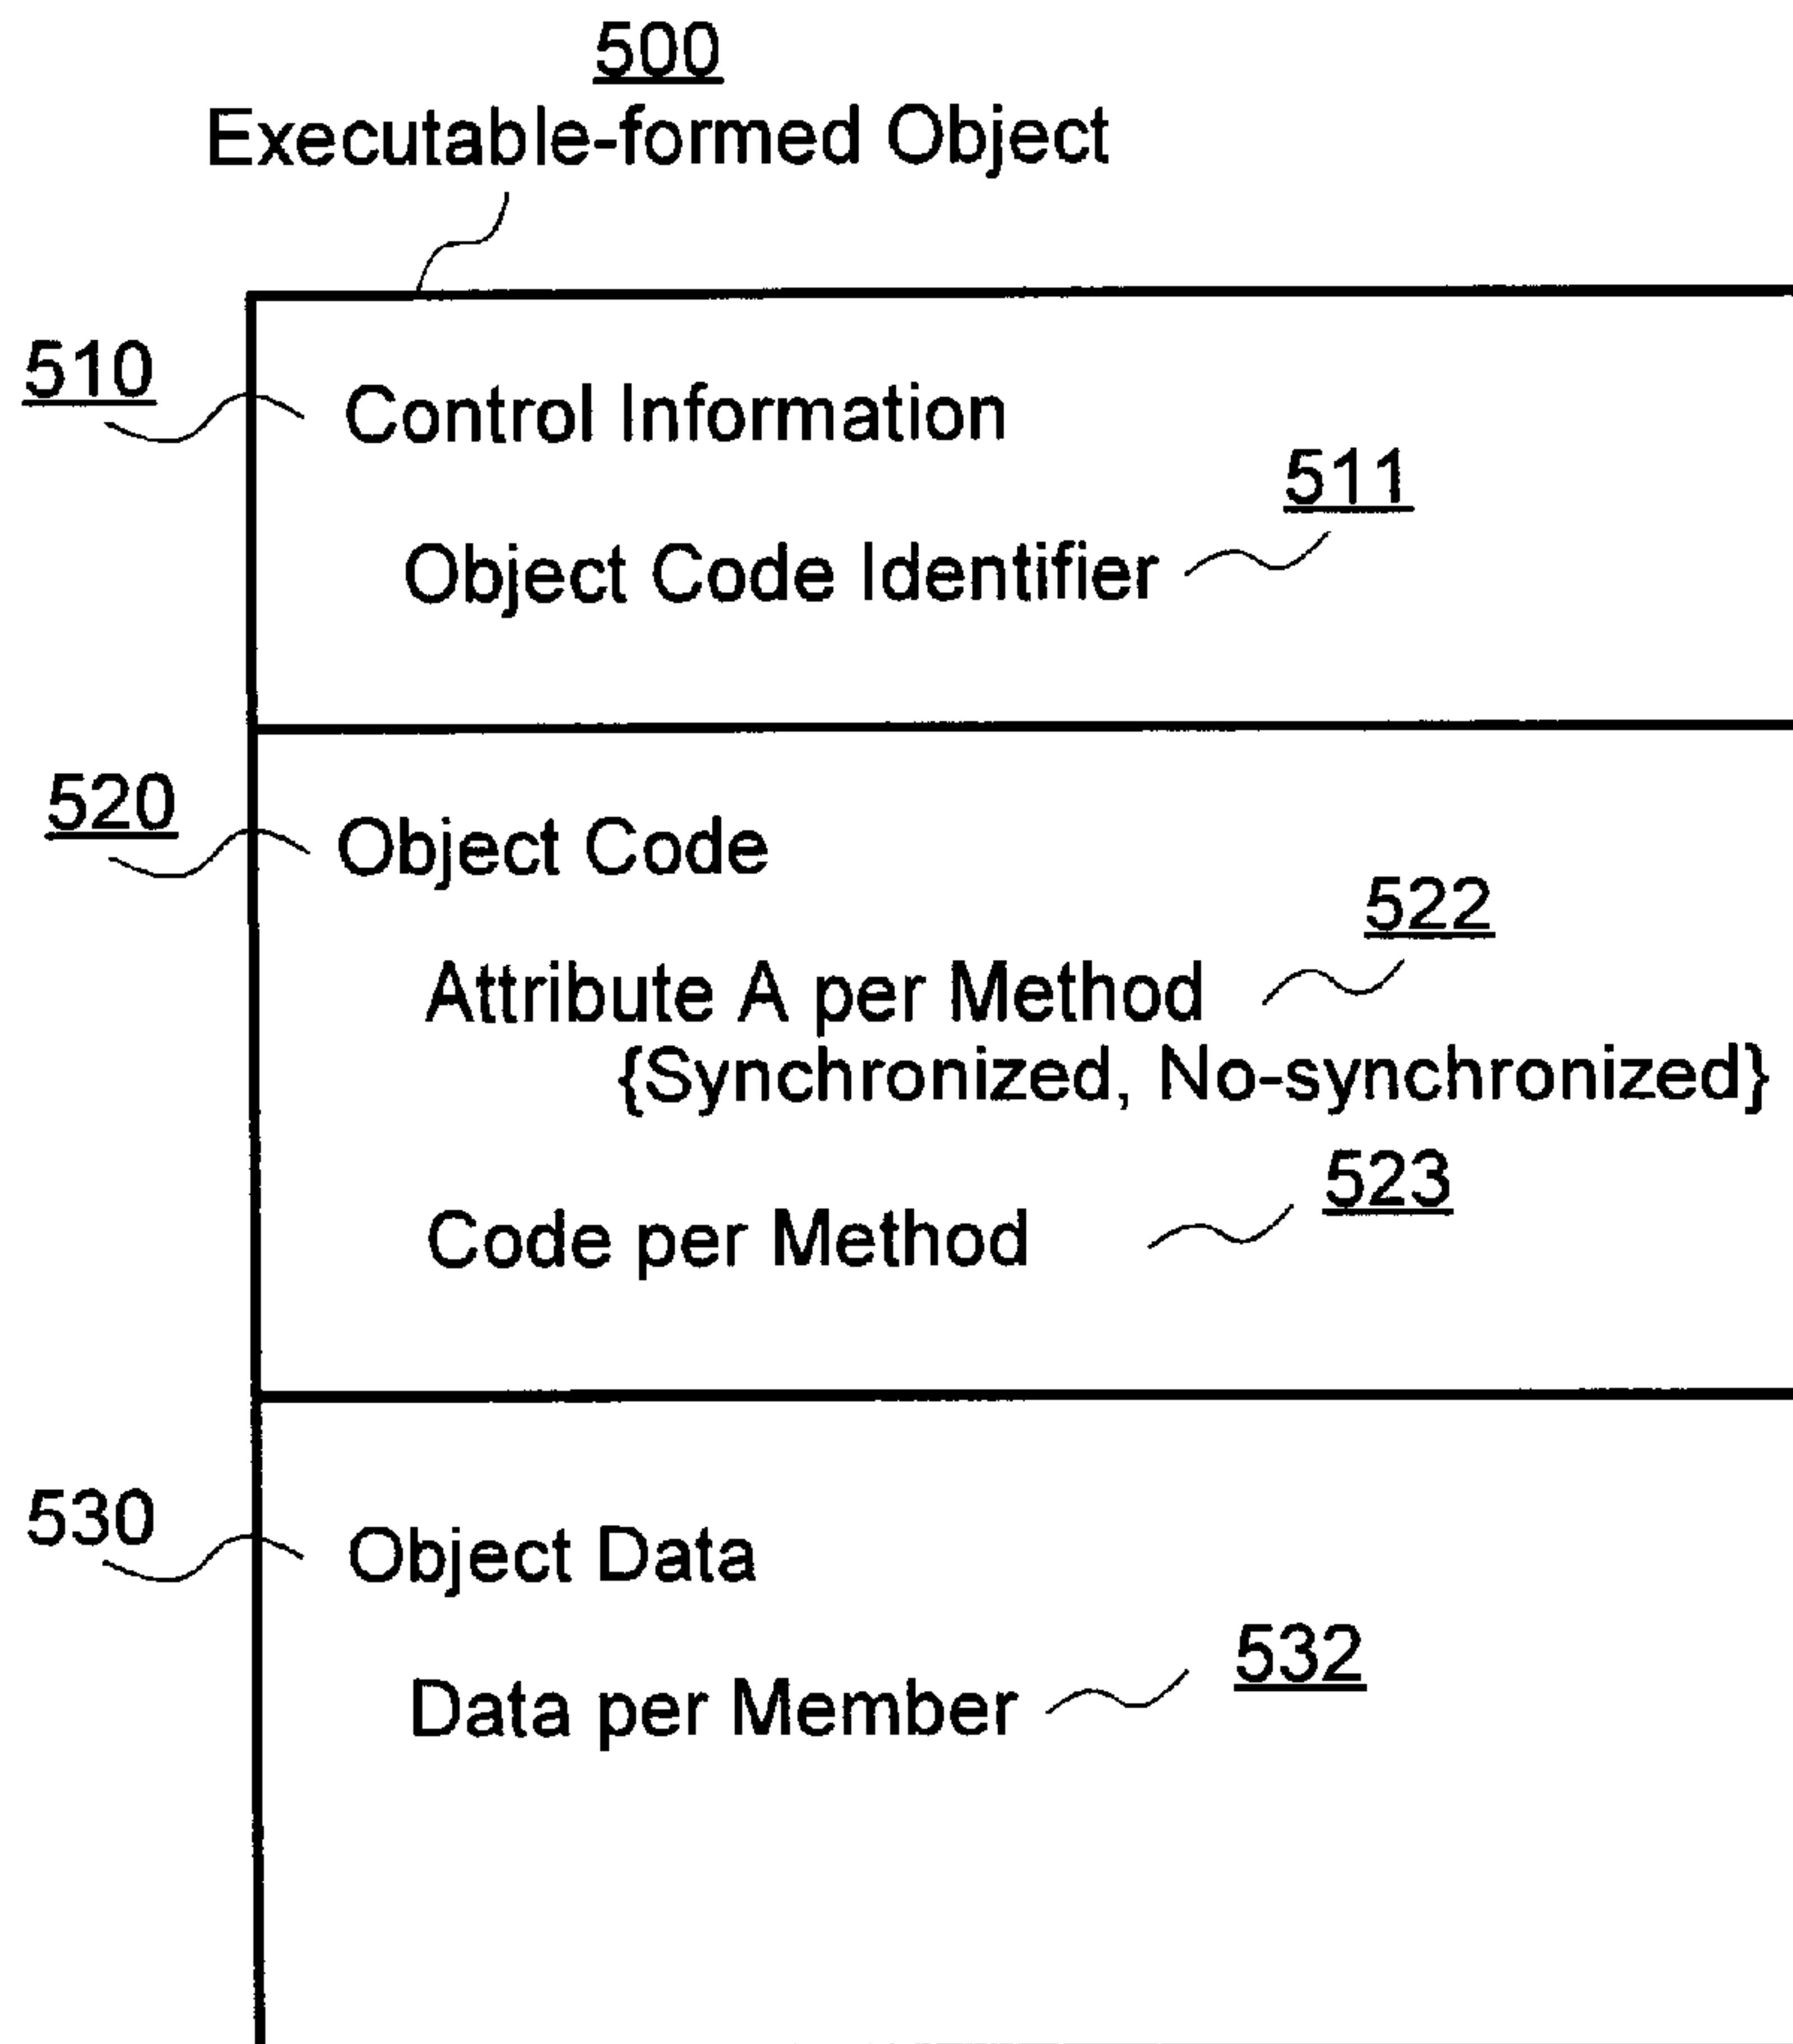 500
Executable-formed Object
510
Control Information
511
Object Code Identifier
520
Object Code
522
Attribute A per Method
{Synchronized, No-synchronized}
523
Code per Method
530
Object Data
532
Data per Member